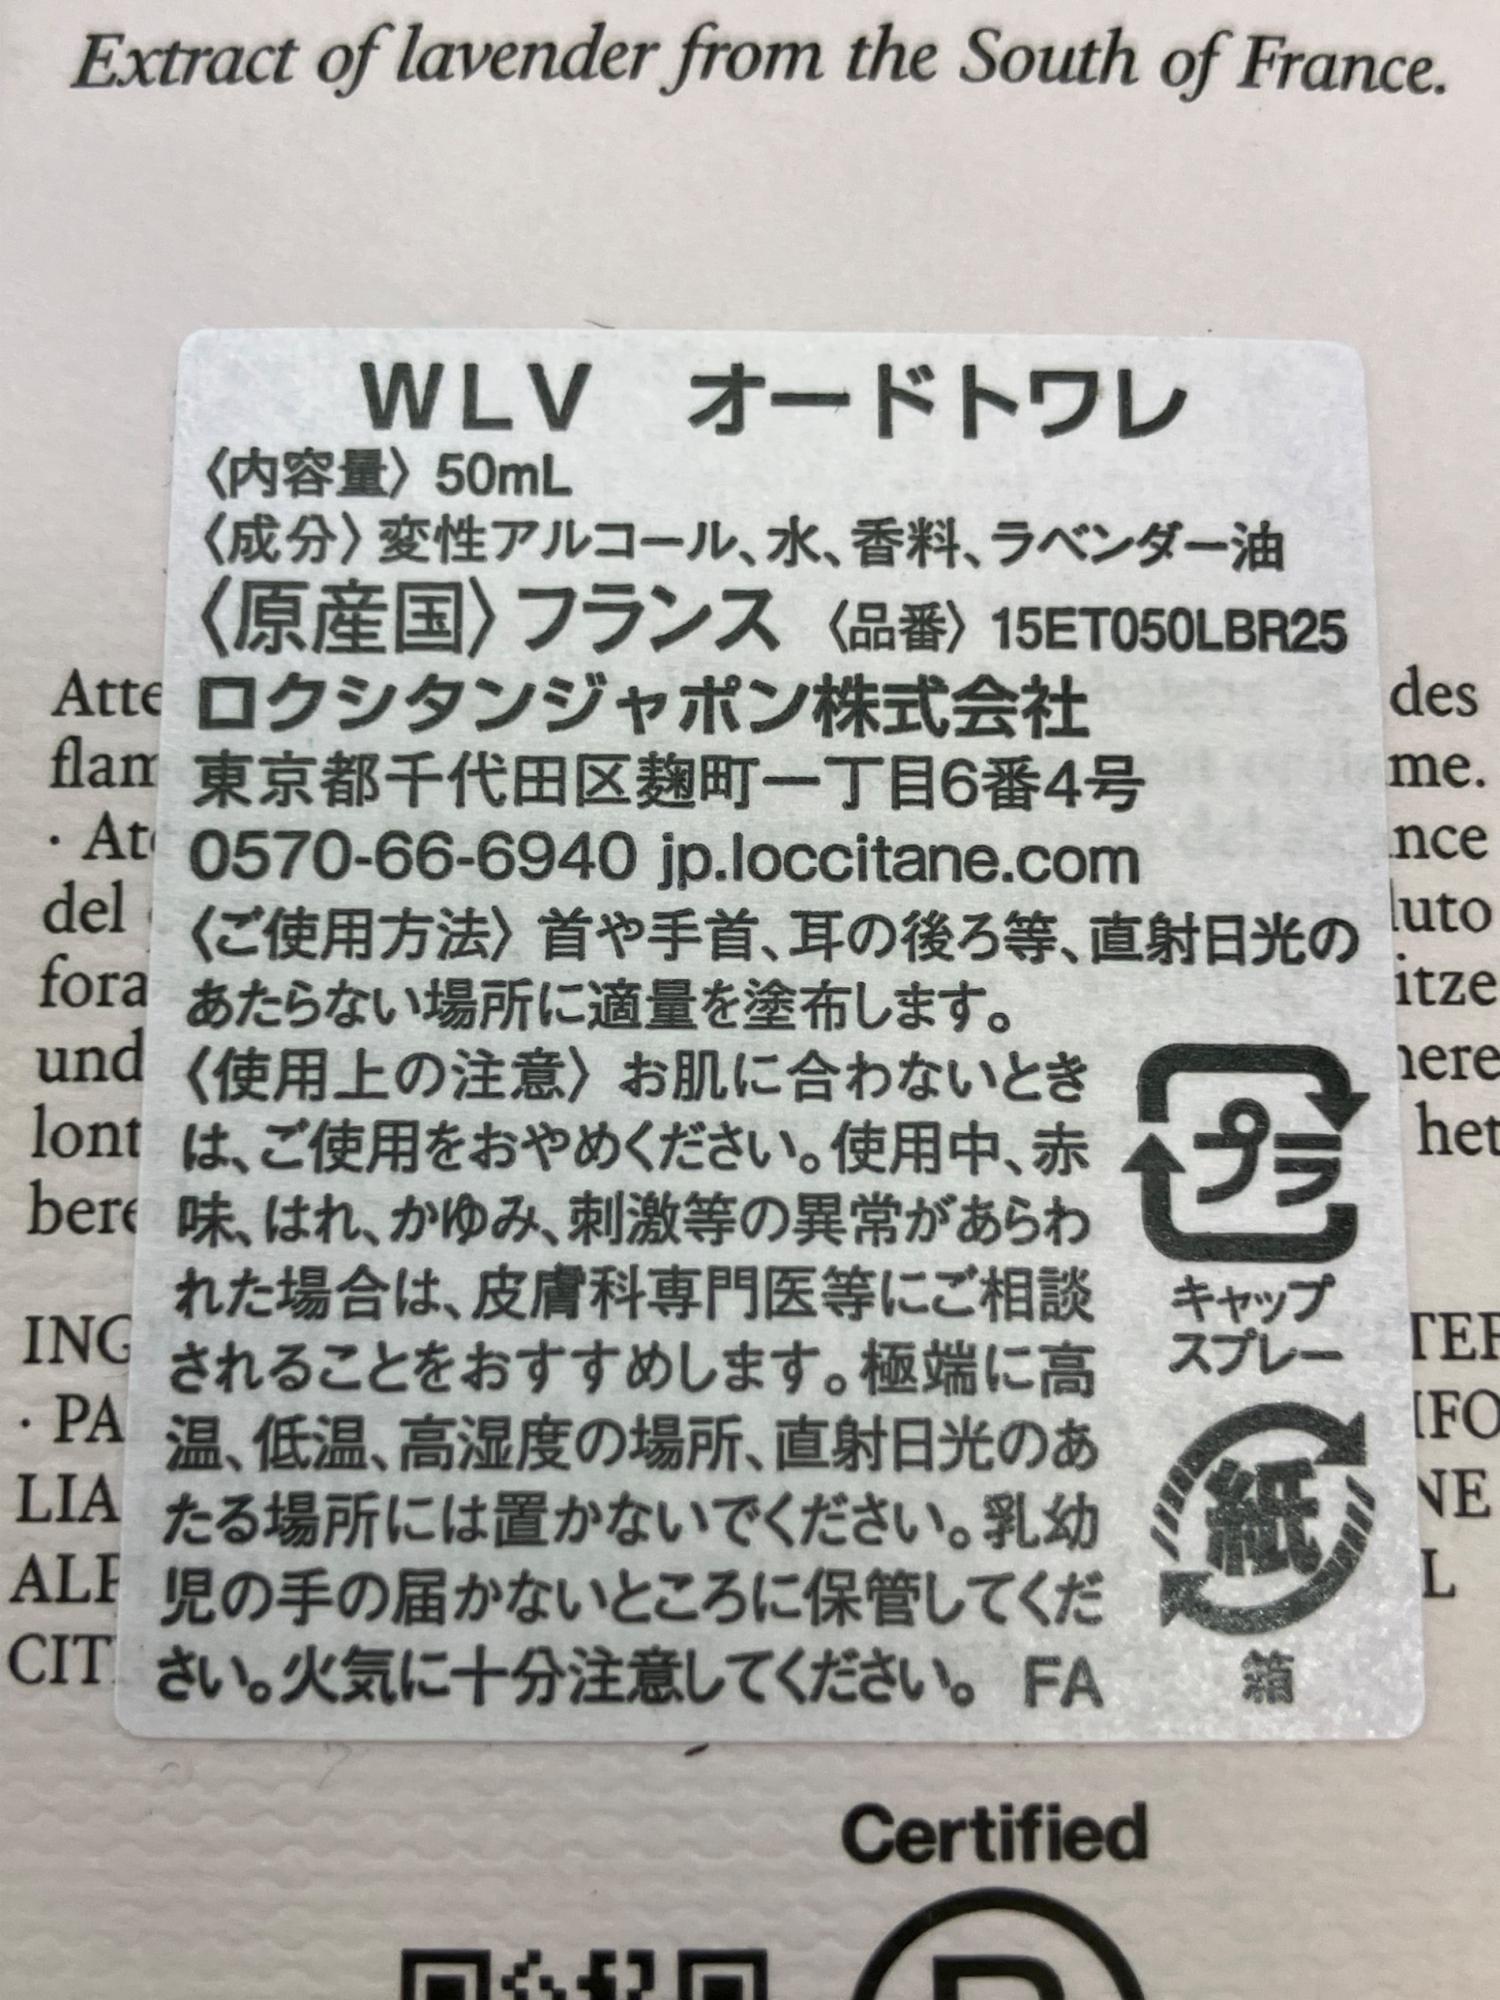 Extract of lavender from the South of France.
WLV　オードトワレ
〈内容量〉50mL
〈成分〉変性アルコール、水、香料、ラベンダー油
〈原産国〉フランス 〈品番〉15ET050LBR25
ロクシタンジャポン株式会社
東京都千代田区麹町一丁目6番4号
0570-66-6940 jp.loccitane.com
〈ご使用方法〉首や手首、耳の後ろ等、直射日光の
あたらない場所に適量を塗布します。
〈使用上の注意〉お肌に合わないとき
は、ご使用をおやめください。使用中、赤
味、はれ、かゆみ、刺激等の異常があらわ
れた場合は、皮膚科専門医等にご相談
されることをおすすめします。極端に高
温、低温、高湿度の場所、直射日光のあ
たる場所には置かないでください。乳幼
児の手の届かないところに保管してくだ
さい。火気に十分注意してください。 FA
プラ
キャップ
スプレー
紙
箱
des
me.
del
und
het
· PA
Certified